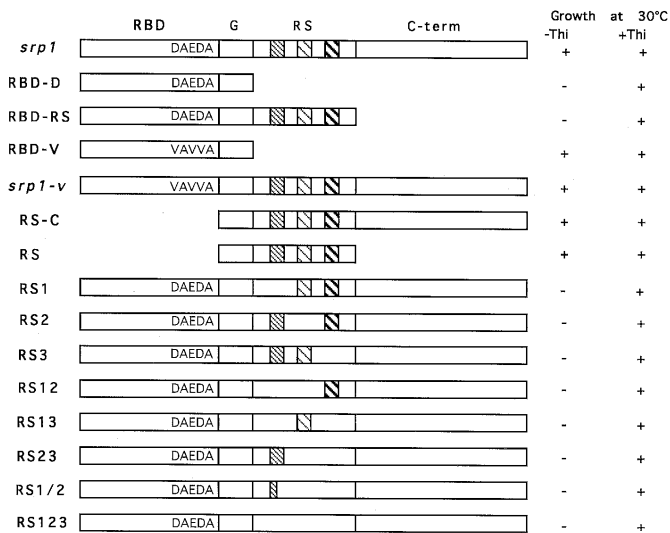 Growth at 30°C
RBD G RS C-term -Thi +Thi
srp1 DAEDA + +
RBD-D DAEDA - +
RBD-RS DAEDA - +
RBD-V VAVVA + +
srp1-v VAVVA + +
RS-C + +
RS + +
RS1 DAEDA - +
RS2 DAEDA - +
RS3 DAEDA - +
RS12 DAEDA - +
RS13 DAEDA - +
RS23 DAEDA - +
RS1/2 DAEDA - +
RS123 DAEDA - +